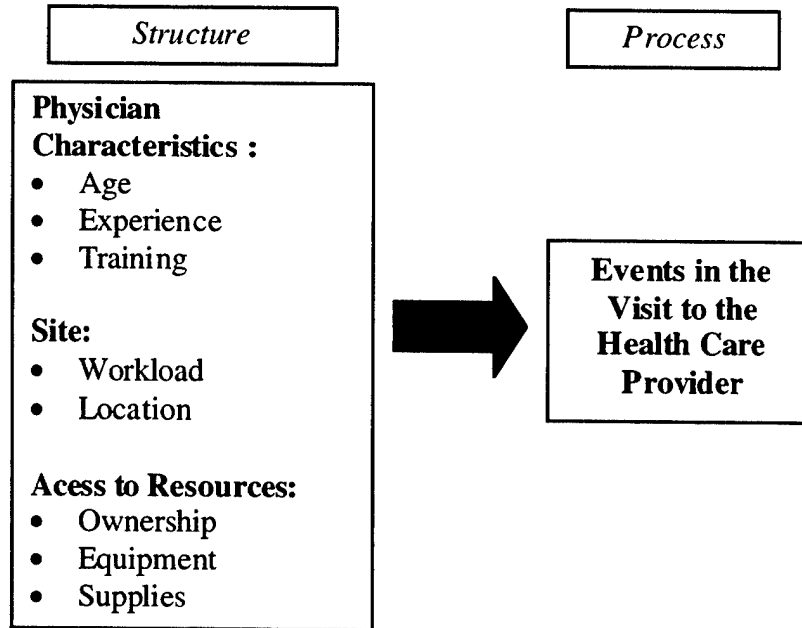 Structure
Process
Physician
Characteristics :
• Age
• Experience
• Training
Site:
• Workload
• Location
Acess to Resources:
• Ownership
• Equipment
• Supplies
Events in the
Visit to the
Health Care
Provider